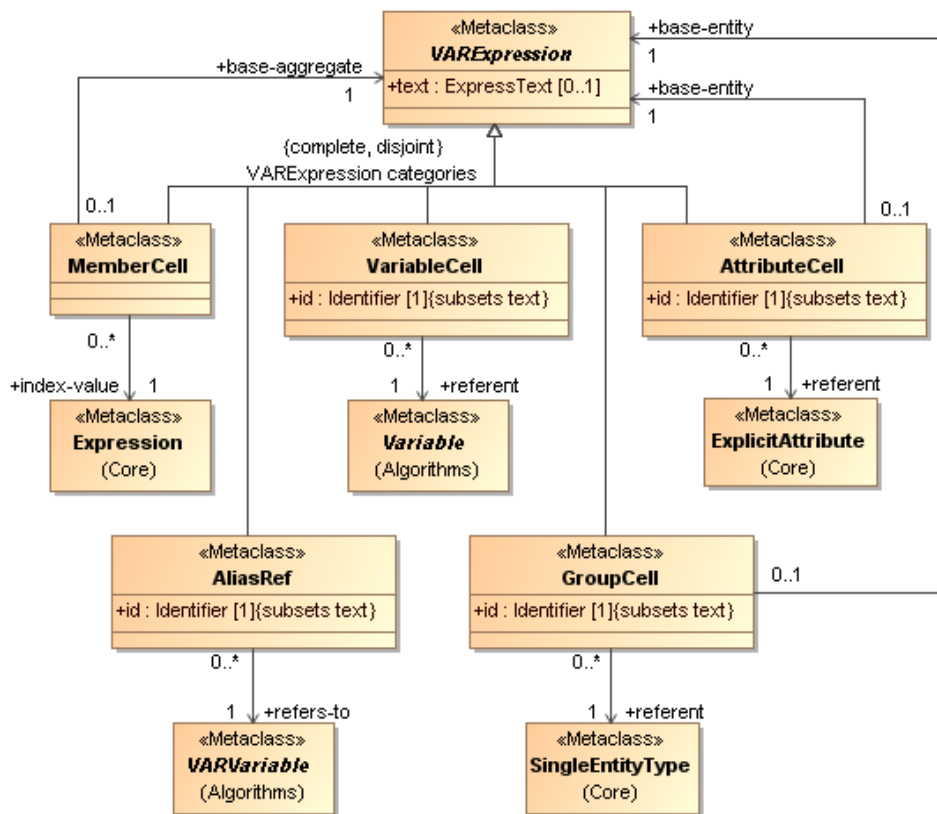 «Metaclass»
VARExpression
+text : ExpressText [0..1]
+base-entity
1
+base-aggregate
1
+base-entity
1
{complete, disjoint}
VARExpression categories
0..1
0..1
«Metaclass»
MemberCell
«Metaclass»
VariableCell
+id : Identifier [1]{subsets text}
«Metaclass»
AttributeCell
+id : Identifier [1]{subsets text}
0..*
0..*
0..*
+index-value
1
1
+referent
1
+referent
«Metaclass»
Expression
(Core)
«Metaclass»
Variable
(Algorithms)
«Metaclass»
ExplicitAttribute
(Core)
«Metaclass»
AliasRef
+id : Identifier [1]{subsets text}
«Metaclass»
GroupCell
+id : Identifier [1]{subsets text}
0..1
0..*
0..*
1
+refers-to
1
+referent
«Metaclass»
VARVariable
(Algorithms)
«Metaclass»
SingleEntityType
(Core)